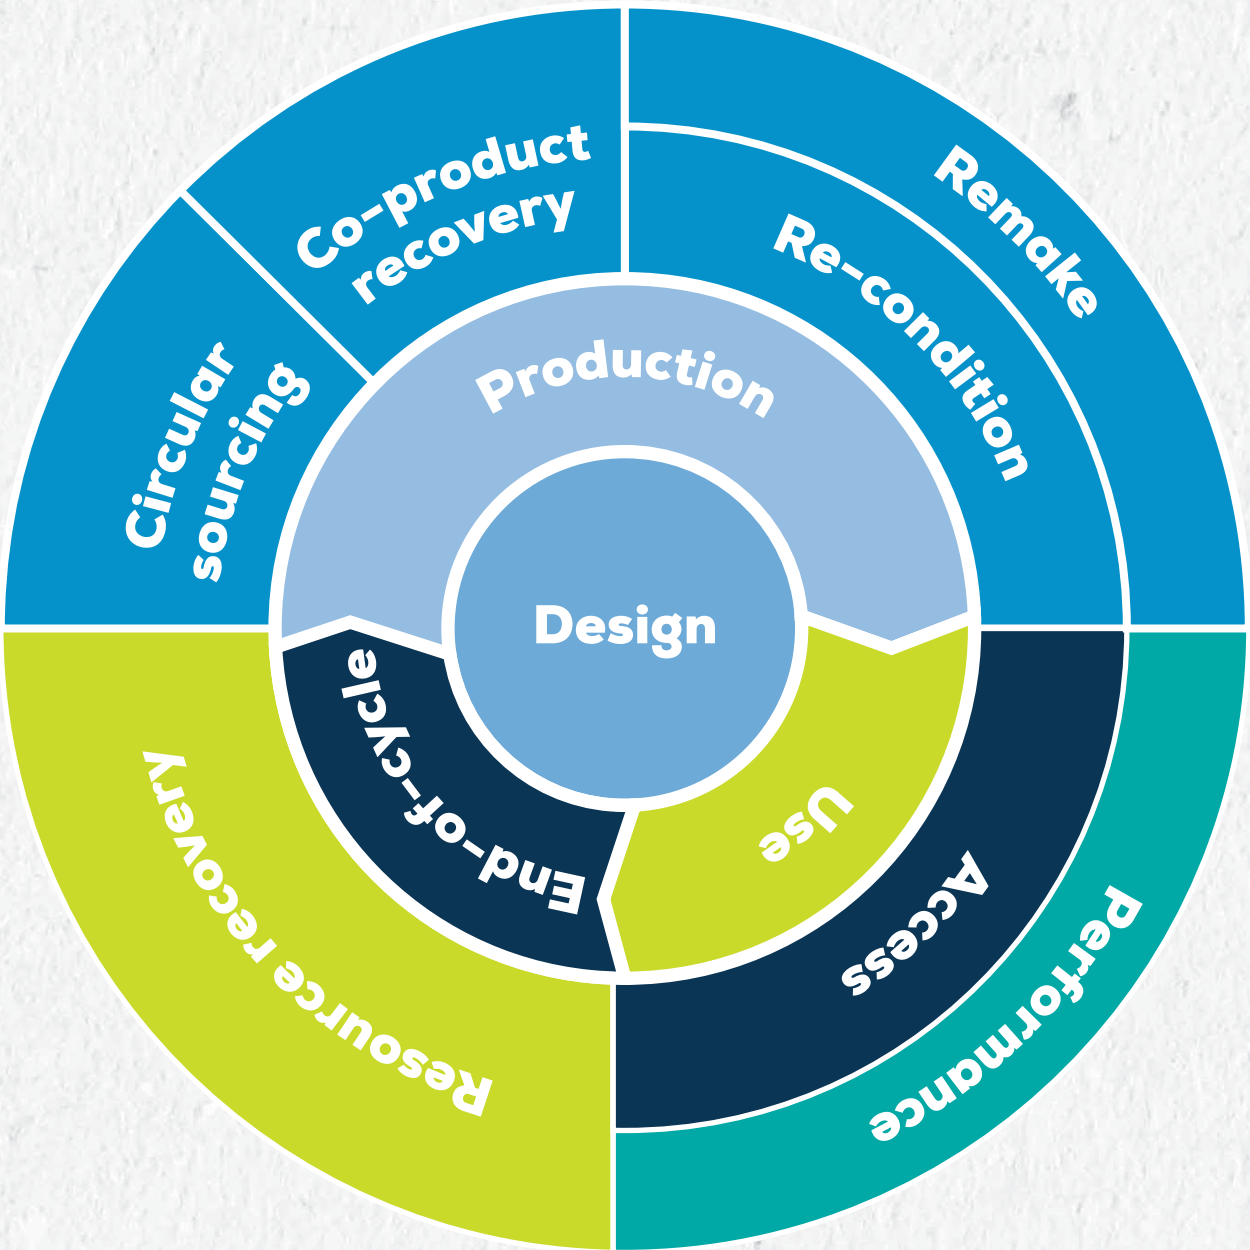 Co-product
recovery
Remake
Re-condition
Circular
sourcing
Production
Design
End-of-cycle
Use
Access
Performance
Resource recovery